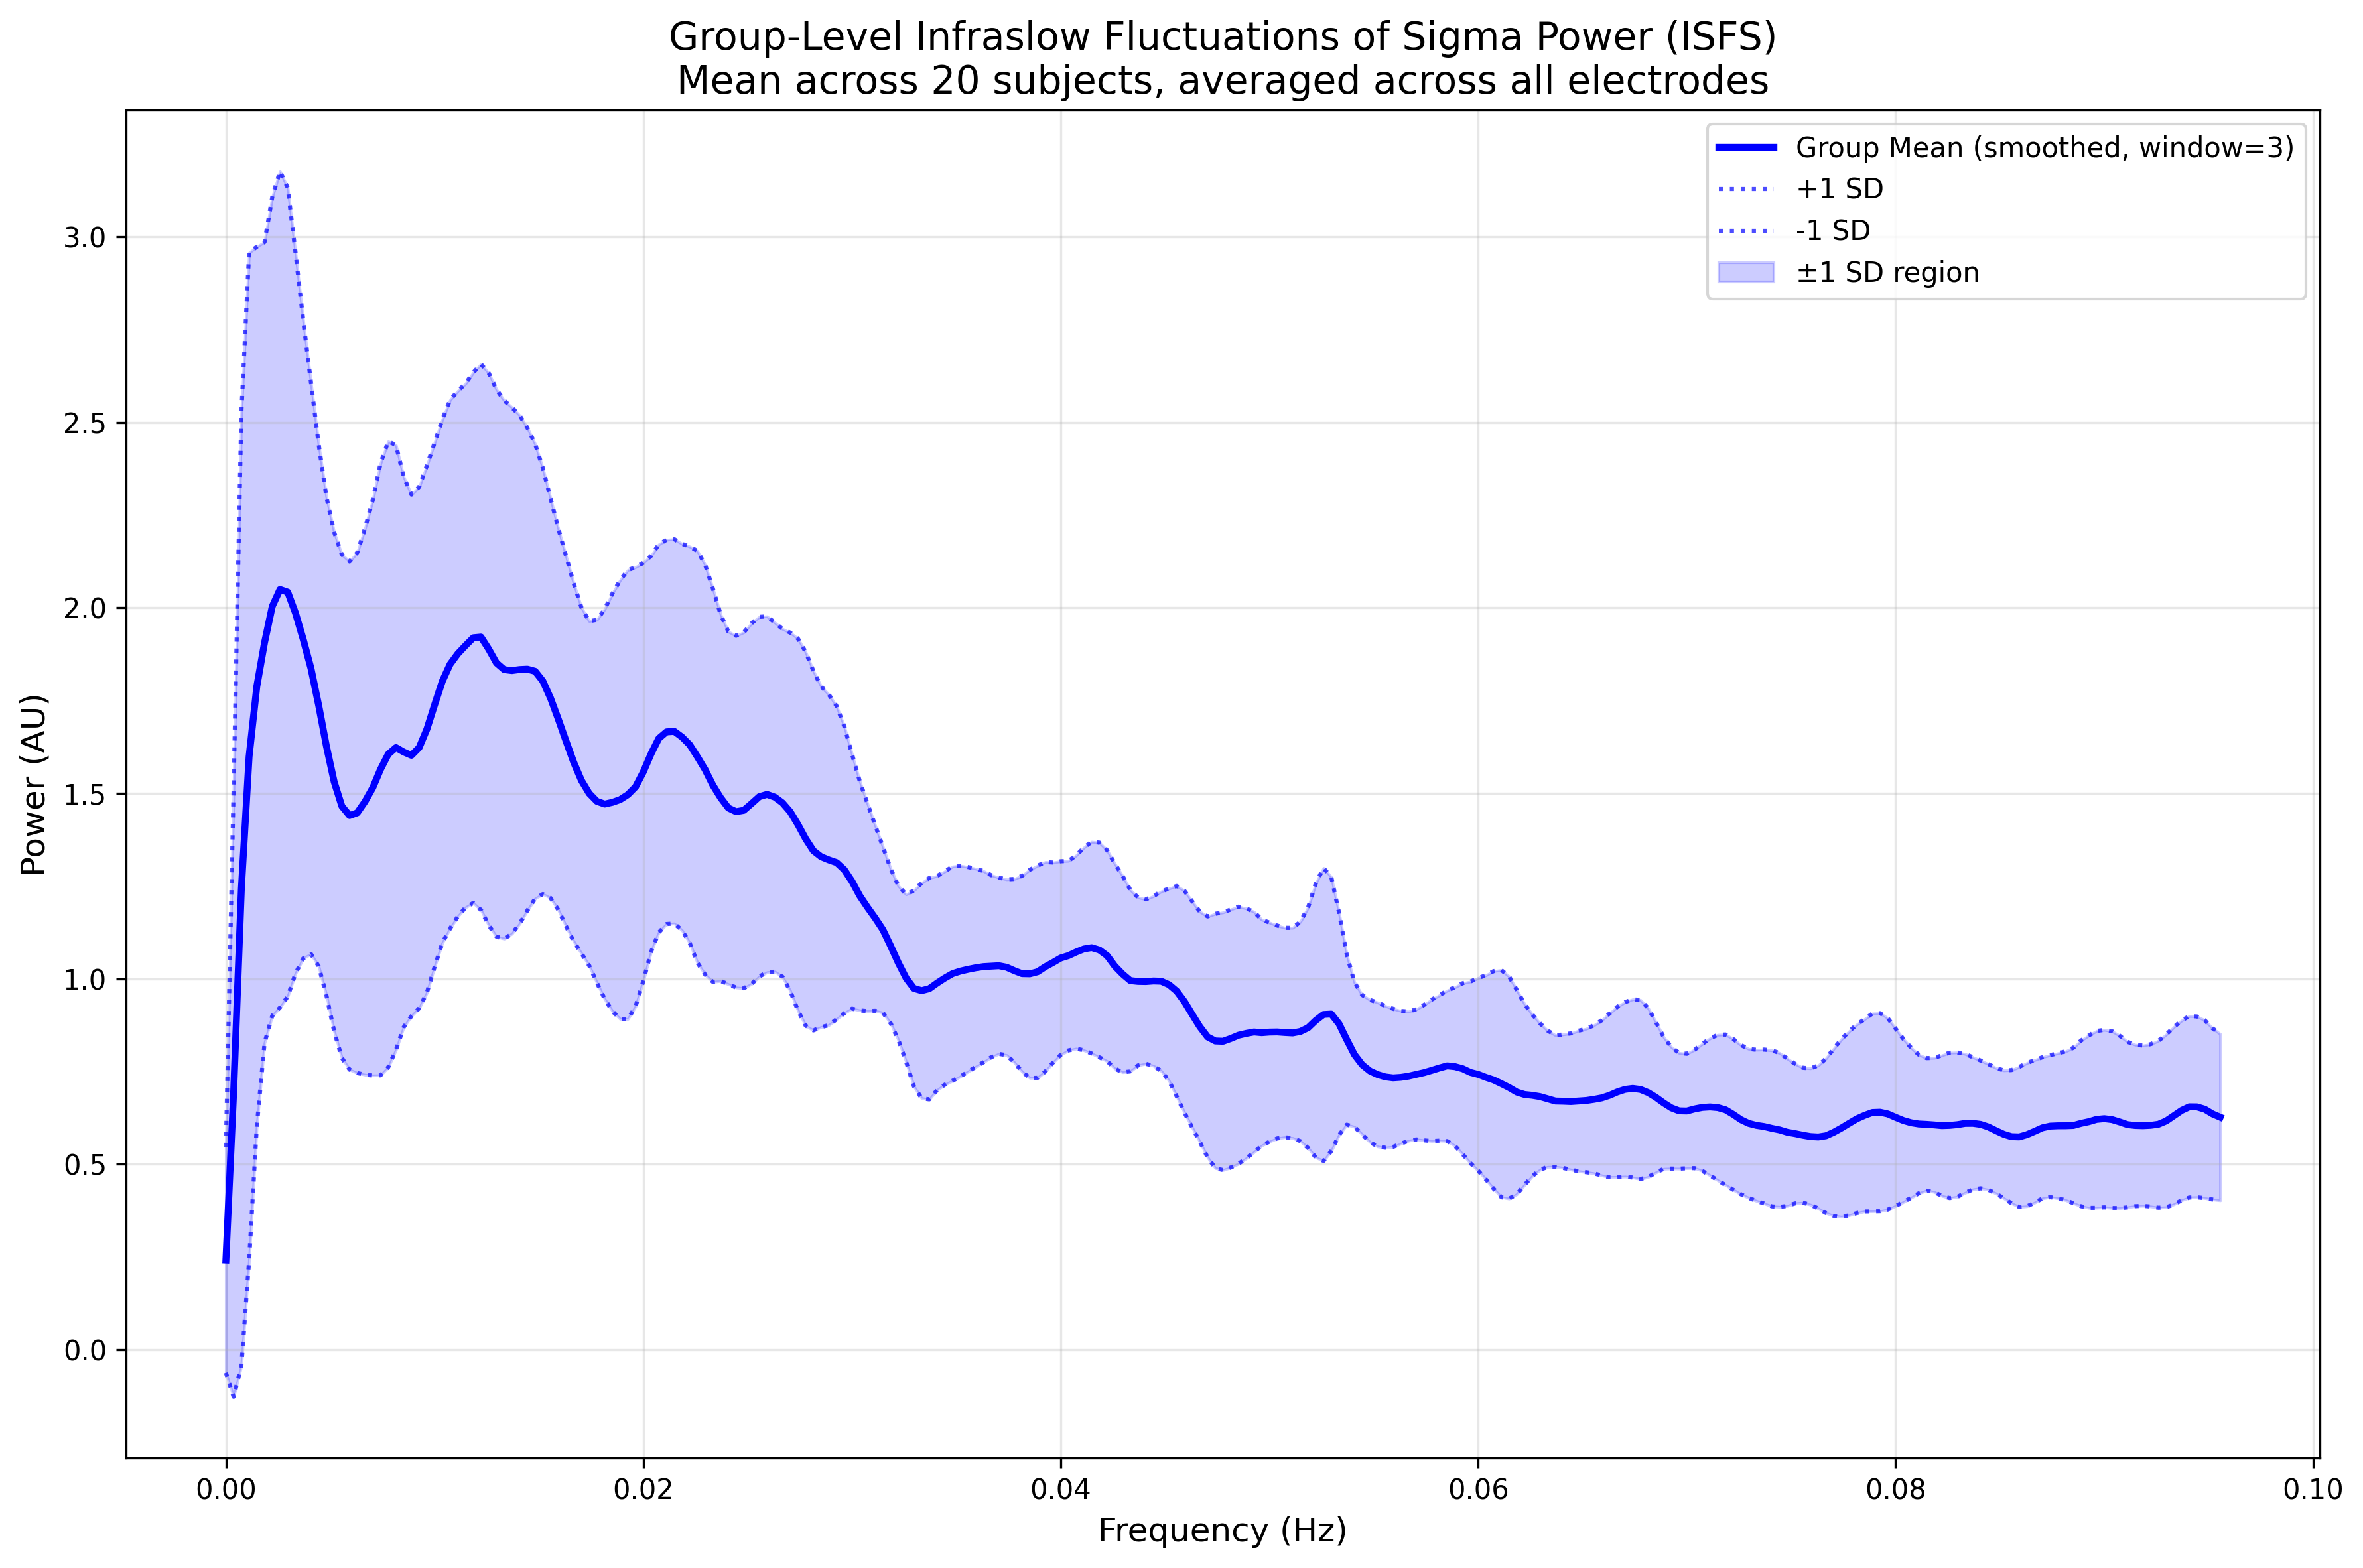 Group-Level Infraslow Fluctuations of Sigma Power (ISFS)
Mean across 20 subjects, averaged across all electrodes
Group Mean (smoothed, window=3)
+1 SD
-1 SD
±1 SD region
Power (AU)
3.0
2.5
2.0
1.5
1.0
0.5
0.0
0.00
0.02
0.04
0.06
0.08
0.10
Frequency (Hz)